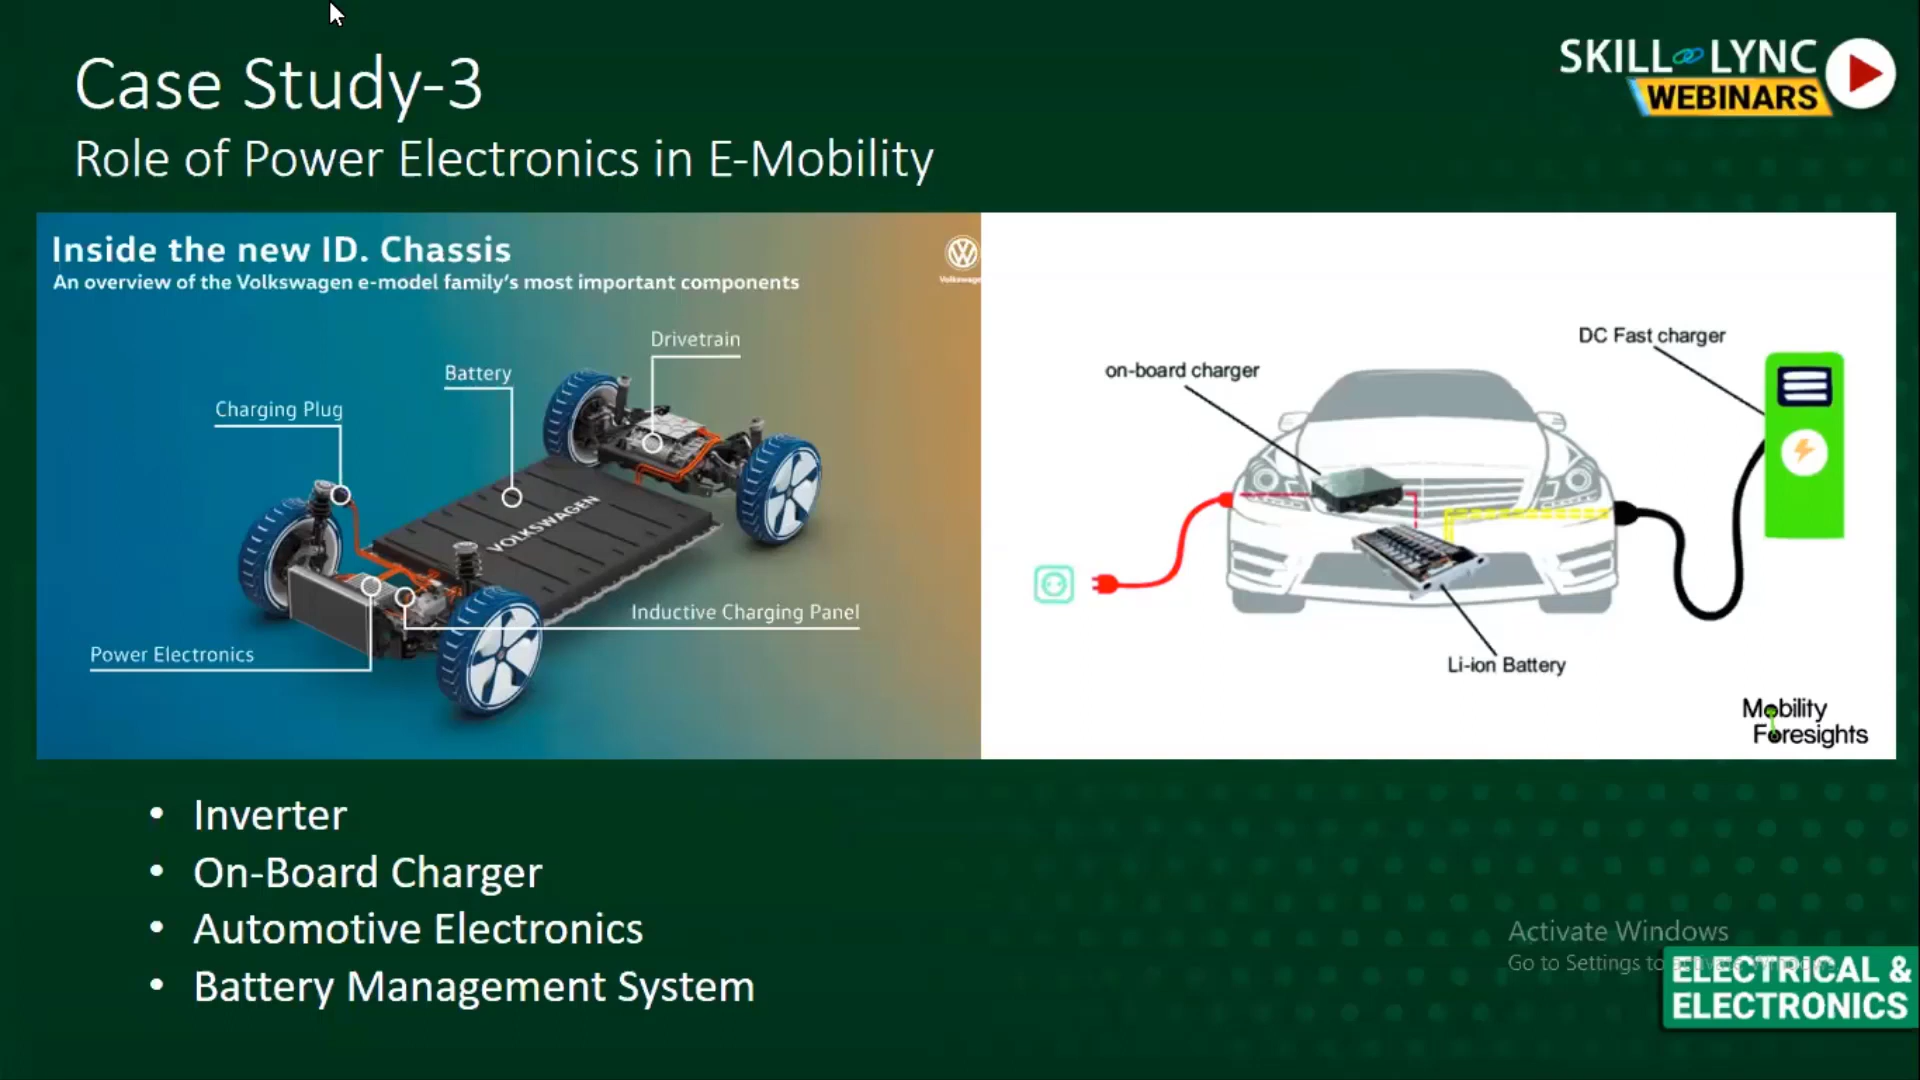 Case Study-3
Role of Power Electronics in E-Mobility
SKILL LYNC
WEBINARS
Inside the new ID. Chassis
An overview of the Volkswagen e-model family's most important components
Drivetrain
Battery
Charging Plug
VOLKSWAGEN
Inductive Charging Panel
Power Electronics
DC Fast charger
on-board charger
Li-ion Battery
Mobility
Foresights
• Inverter
• On-Board Charger
• Automotive Electronics
• Battery Management System
Activate Windows
Go to Settings to
ELECTRICAL &
ELECTRONICS